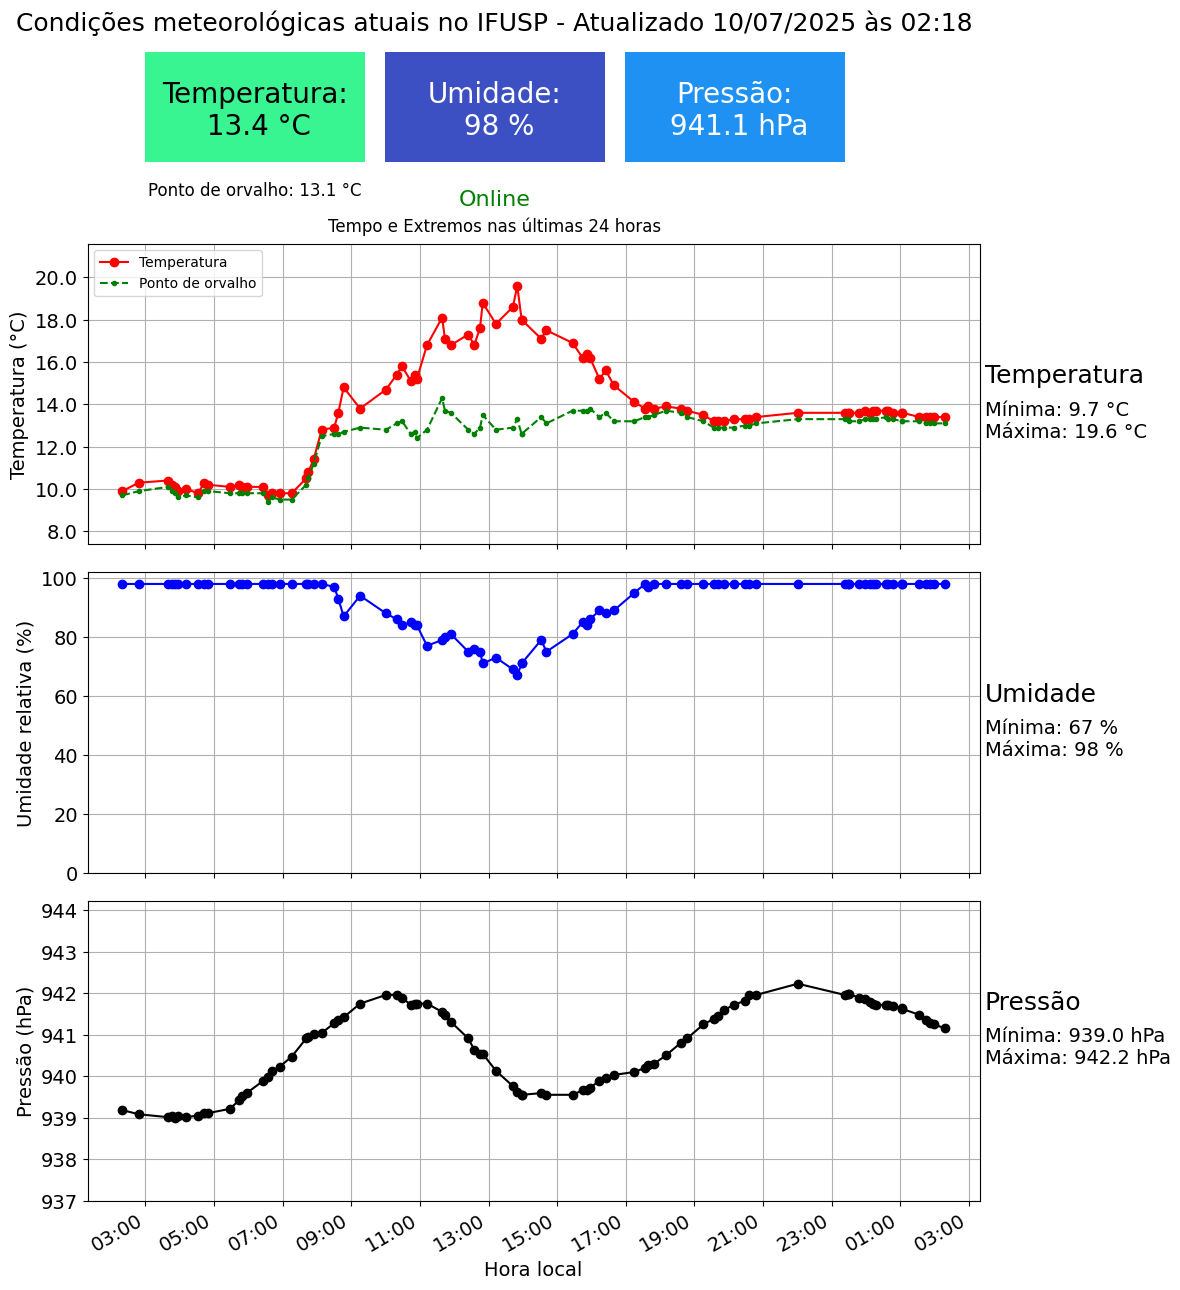 Condições meteorológicas atuais no IFUSP - Atualizado 10/07/2025 às 02:18
Temperatura:
13.4 °C
Umidade:
98 %
Pressão:
941.1 hPa
Ponto de orvalho: 13.1 °C
Online
Tempo e Extremos nas últimas 24 horas
Temperatura
Ponto de orvalho
Temperatura (°C)
20.0
18.0
16.0
14.0
12.0
10.0
8.0
Temperatura
Mínima: 9.7 °C
Máxima: 19.6 °C
Umidade relativa (%)
100
80
60
40
20
0
Umidade
Mínima: 67 %
Máxima: 98 %
Pressão (hPa)
944
943
942
941
940
939
938
937
Pressão
Mínima: 939.0 hPa
Máxima: 942.2 hPa
03:00 05:00 07:00 09:00 11:00 13:00 15:00 17:00 19:00 21:00 23:00 01:00 03:00
Hora local